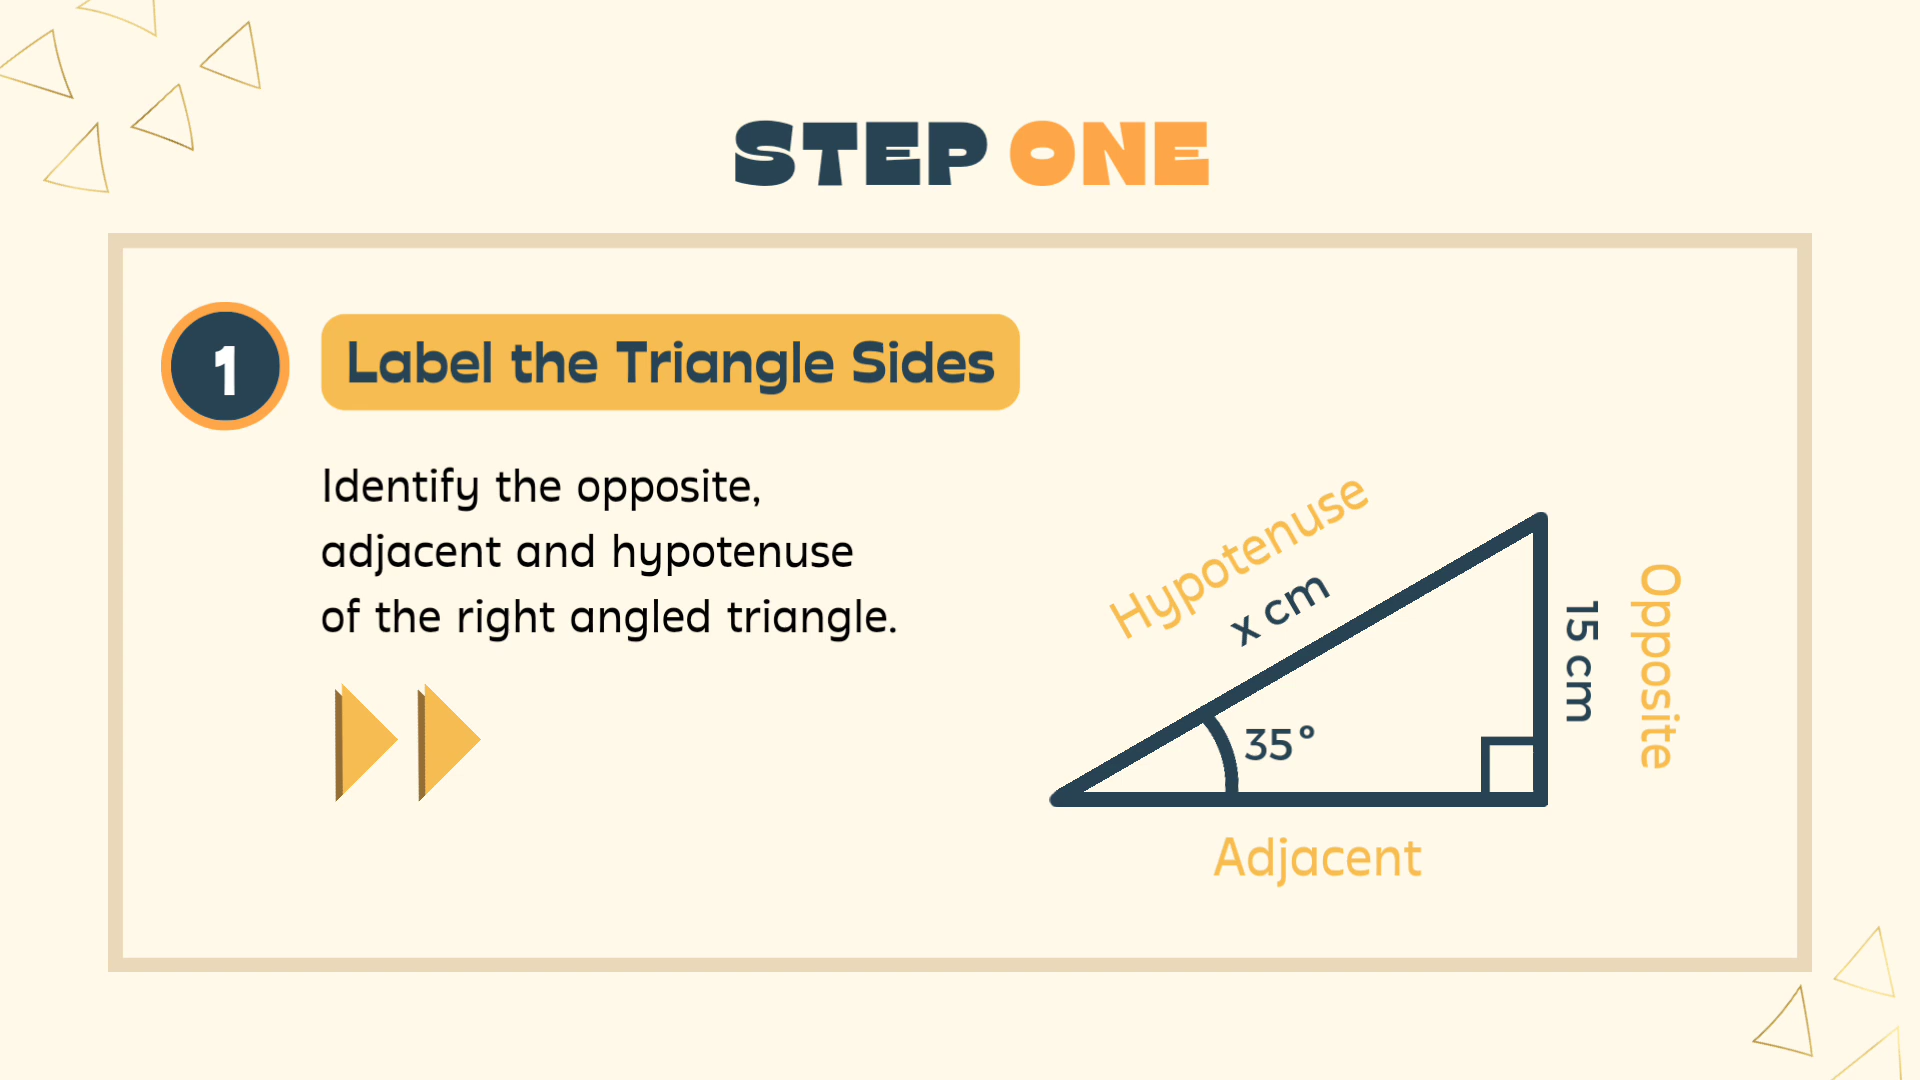 STEP ONE
1
Label the Triangle Sides
Identify the opposite,
adjacent and hypotenuse
of the right angled triangle.
Hypotenuse
x cm
35°
15 cm
Opposite
Adjacent